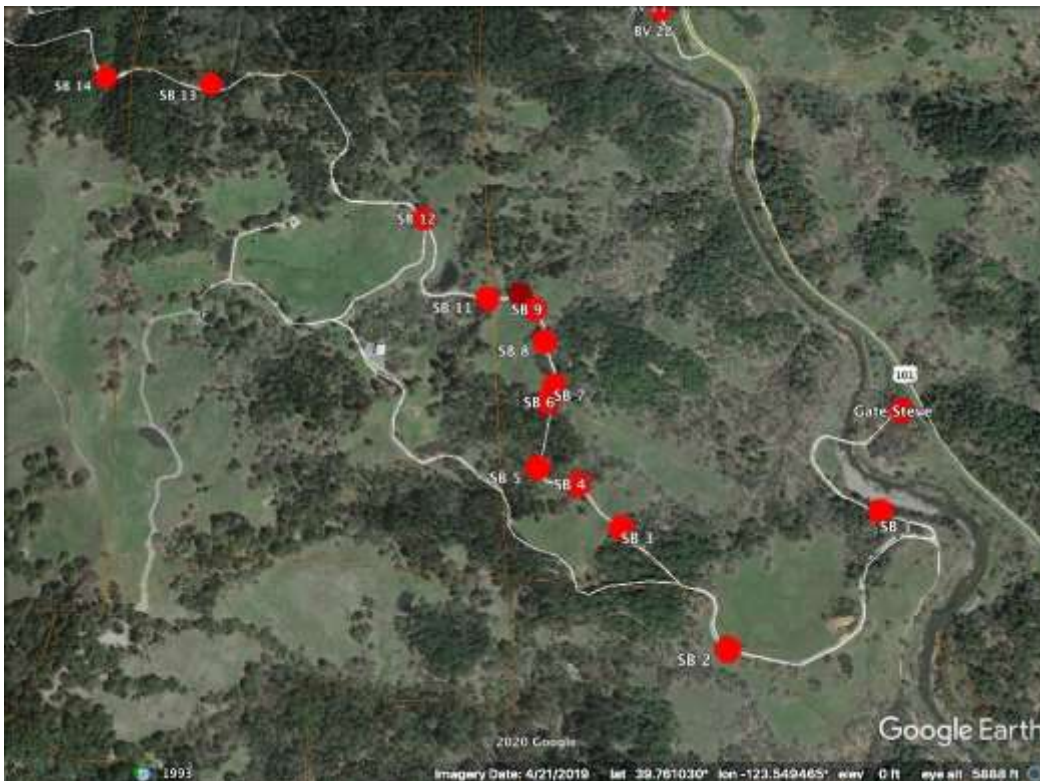 BV 22
SB 14
SB 13
SB 12
SB 11
SB 9
SB 8
SB 7
SB 6
101
Gate Stewe
SB 5
SB 4
SB 1
SB 3
SB 2
Google Earth
© 2020 Google
1993
Imagery Date: 4/21/2019 lat 39.761030° lon -123.549465° elev 0 ft eye alt 5888 ft